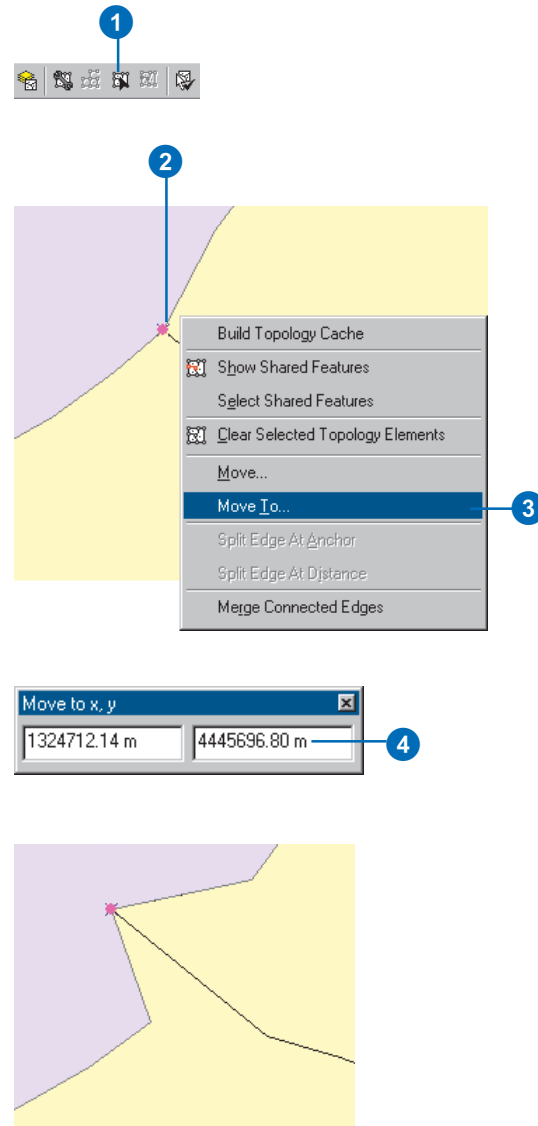 1
2
Build Topology Cache
Show Shared Features
Select Shared Features
Clear Selected Topology Elements
Move...
Move To...
3
Split Edge At Anchor
Split Edge At Distance
Merge Connected Edges
Move to x, y
1324712.14 m
4445696.80 m
4